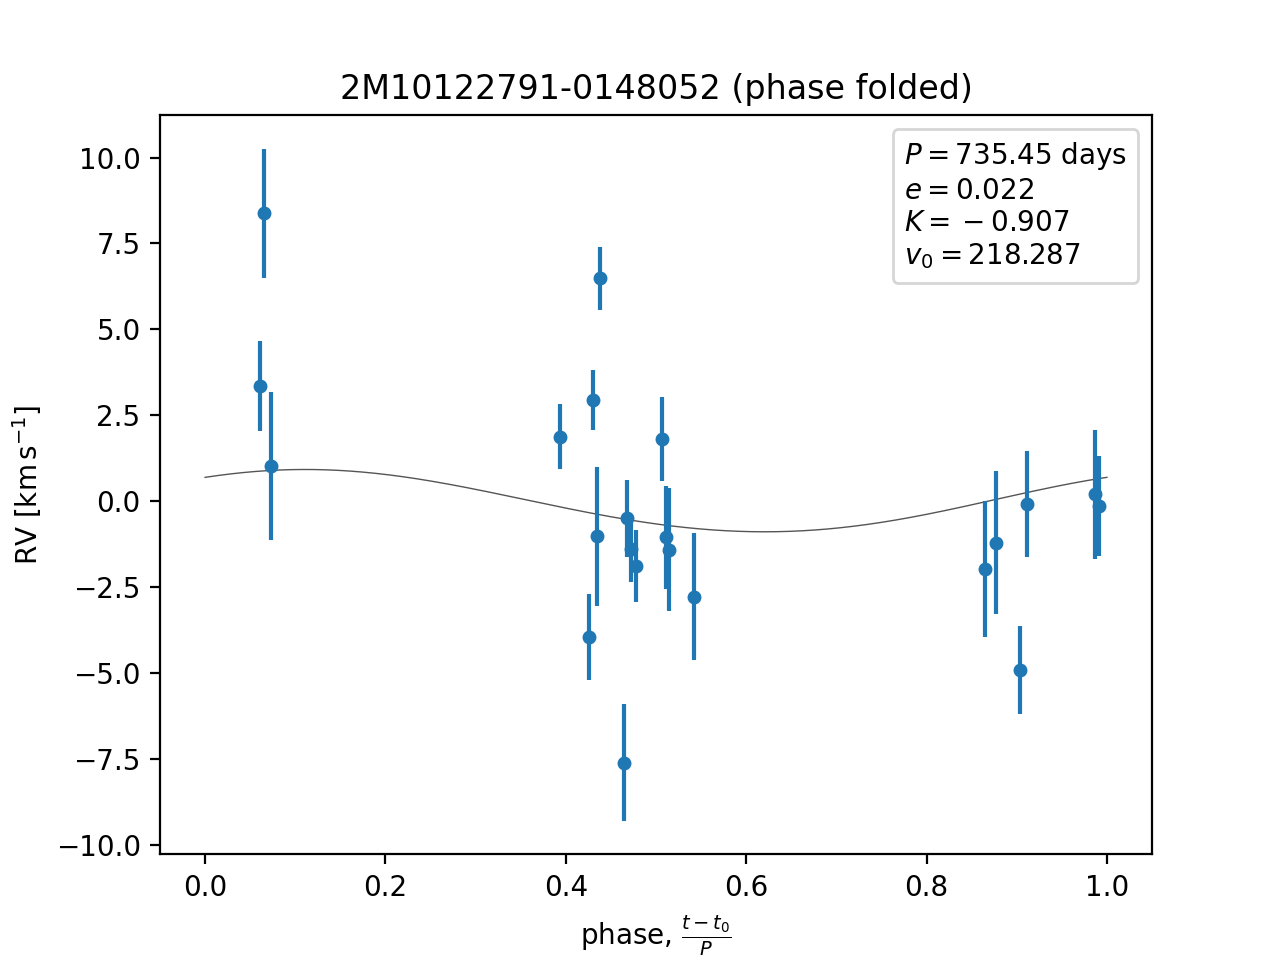 2M10122791-0148052 (phase folded)
P = 735.45 days
e = 0.022
K = −0.907
v₀ = 218.287
10.0
7.5
5.0
2.5
0.0
−2.5
−5.0
−7.5
−10.0
RV [km s⁻¹]
0.0 0.2 0.4 0.6 0.8 1.0
phase, (t − t₀)/P